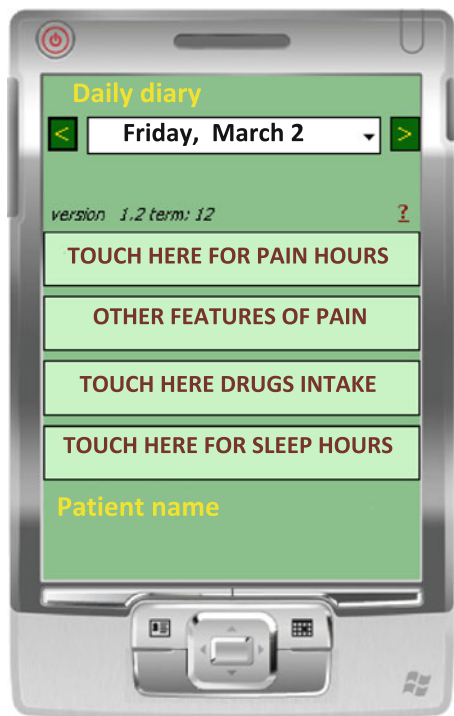 Daily diary
< Friday, March 2 >
version 1.2 term: 12 ?
TOUCH HERE FOR PAIN HOURS
OTHER FEATURES OF PAIN
TOUCH HERE DRUGS INTAKE
TOUCH HERE FOR SLEEP HOURS
Patient name